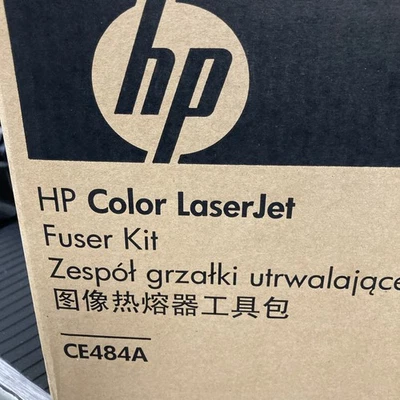 hp
HP Color LaserJet
Fuser Kit
Zespół grzałki utrwalające
图像热熔器工具包
CE484A